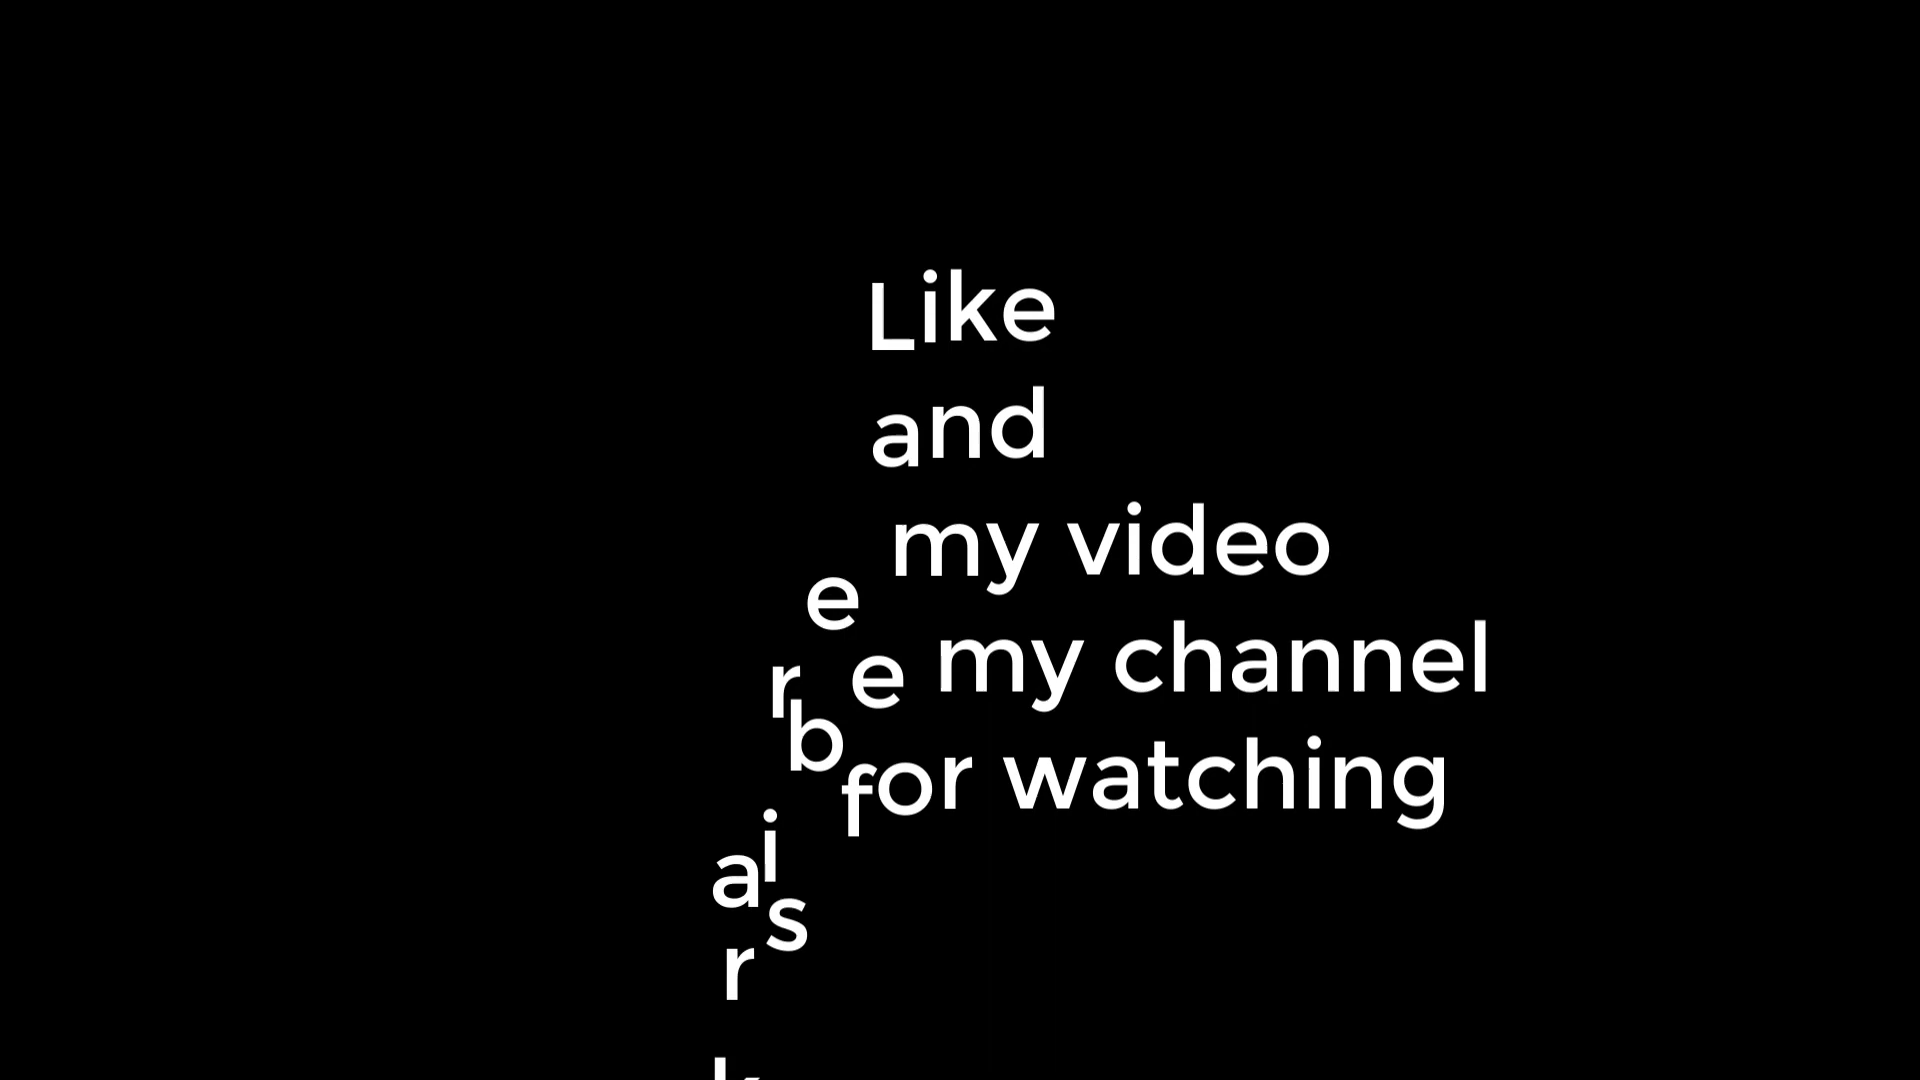 Like
and
my video
e
e my channel
r
b
for watching
i
a
s
r